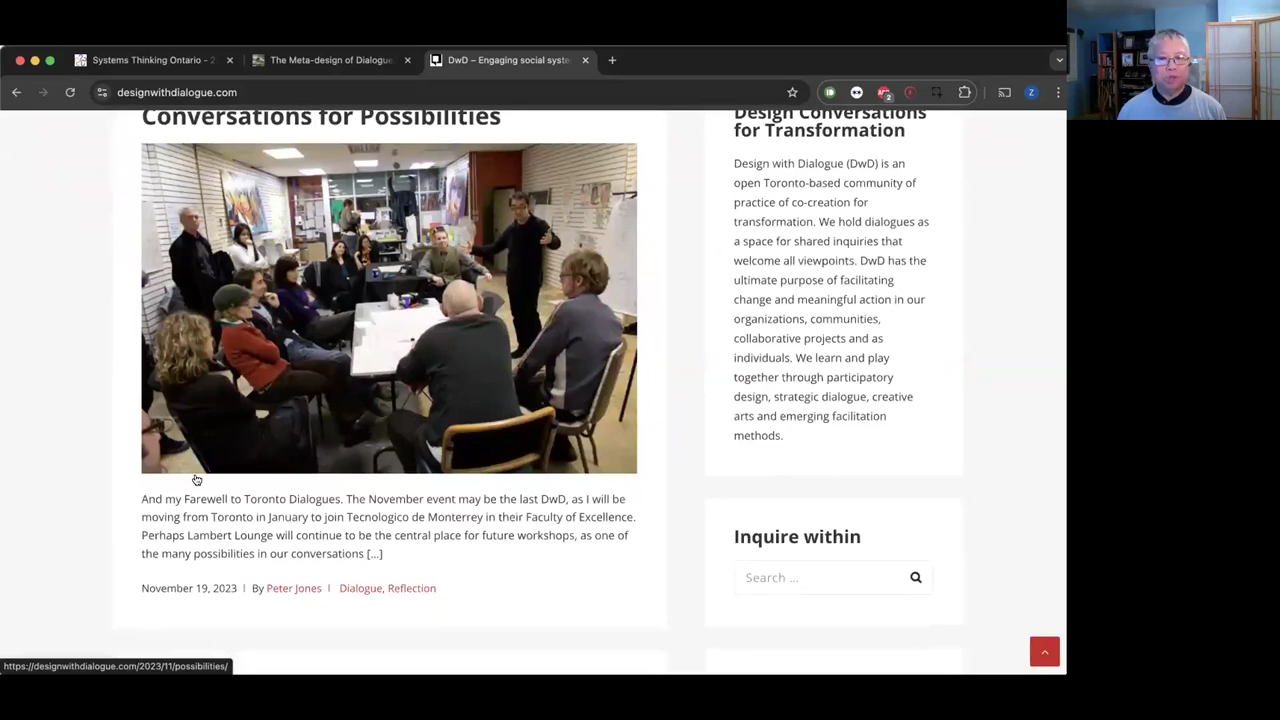 Systems Thinking Ontario - 2
The Meta-design of Dialogue
DwD – Engaging social syste
designwithdialogue.com
2
Z
Conversations for Possibilities
And my Farewell to Toronto Dialogues. The November event may be the last DwD, as I will be
moving from Toronto in January to join Tecnologico de Monterrey in their Faculty of Excellence.
Perhaps Lambert Lounge will continue to be the central place for future workshops, as one of
the many possibilities in our conversations [...]
November 19, 2023 | By Peter Jones | Dialogue, Reflection
Design Conversations
for Transformation
Design with Dialogue (DwD) is an
open Toronto-based community of
practice of co-creation for
transformation. We hold dialogues as
a space for shared inquiries that
welcome all viewpoints. DwD has the
ultimate purpose of facilitating
change and meaningful action in our
organizations, communities,
collaborative projects and as
individuals. We learn and play
together through participatory
design, strategic dialogue, creative
arts and emerging facilitation
methods.
Inquire within
Search ...
https://designwithdialogue.com/2023/11/possibilities/